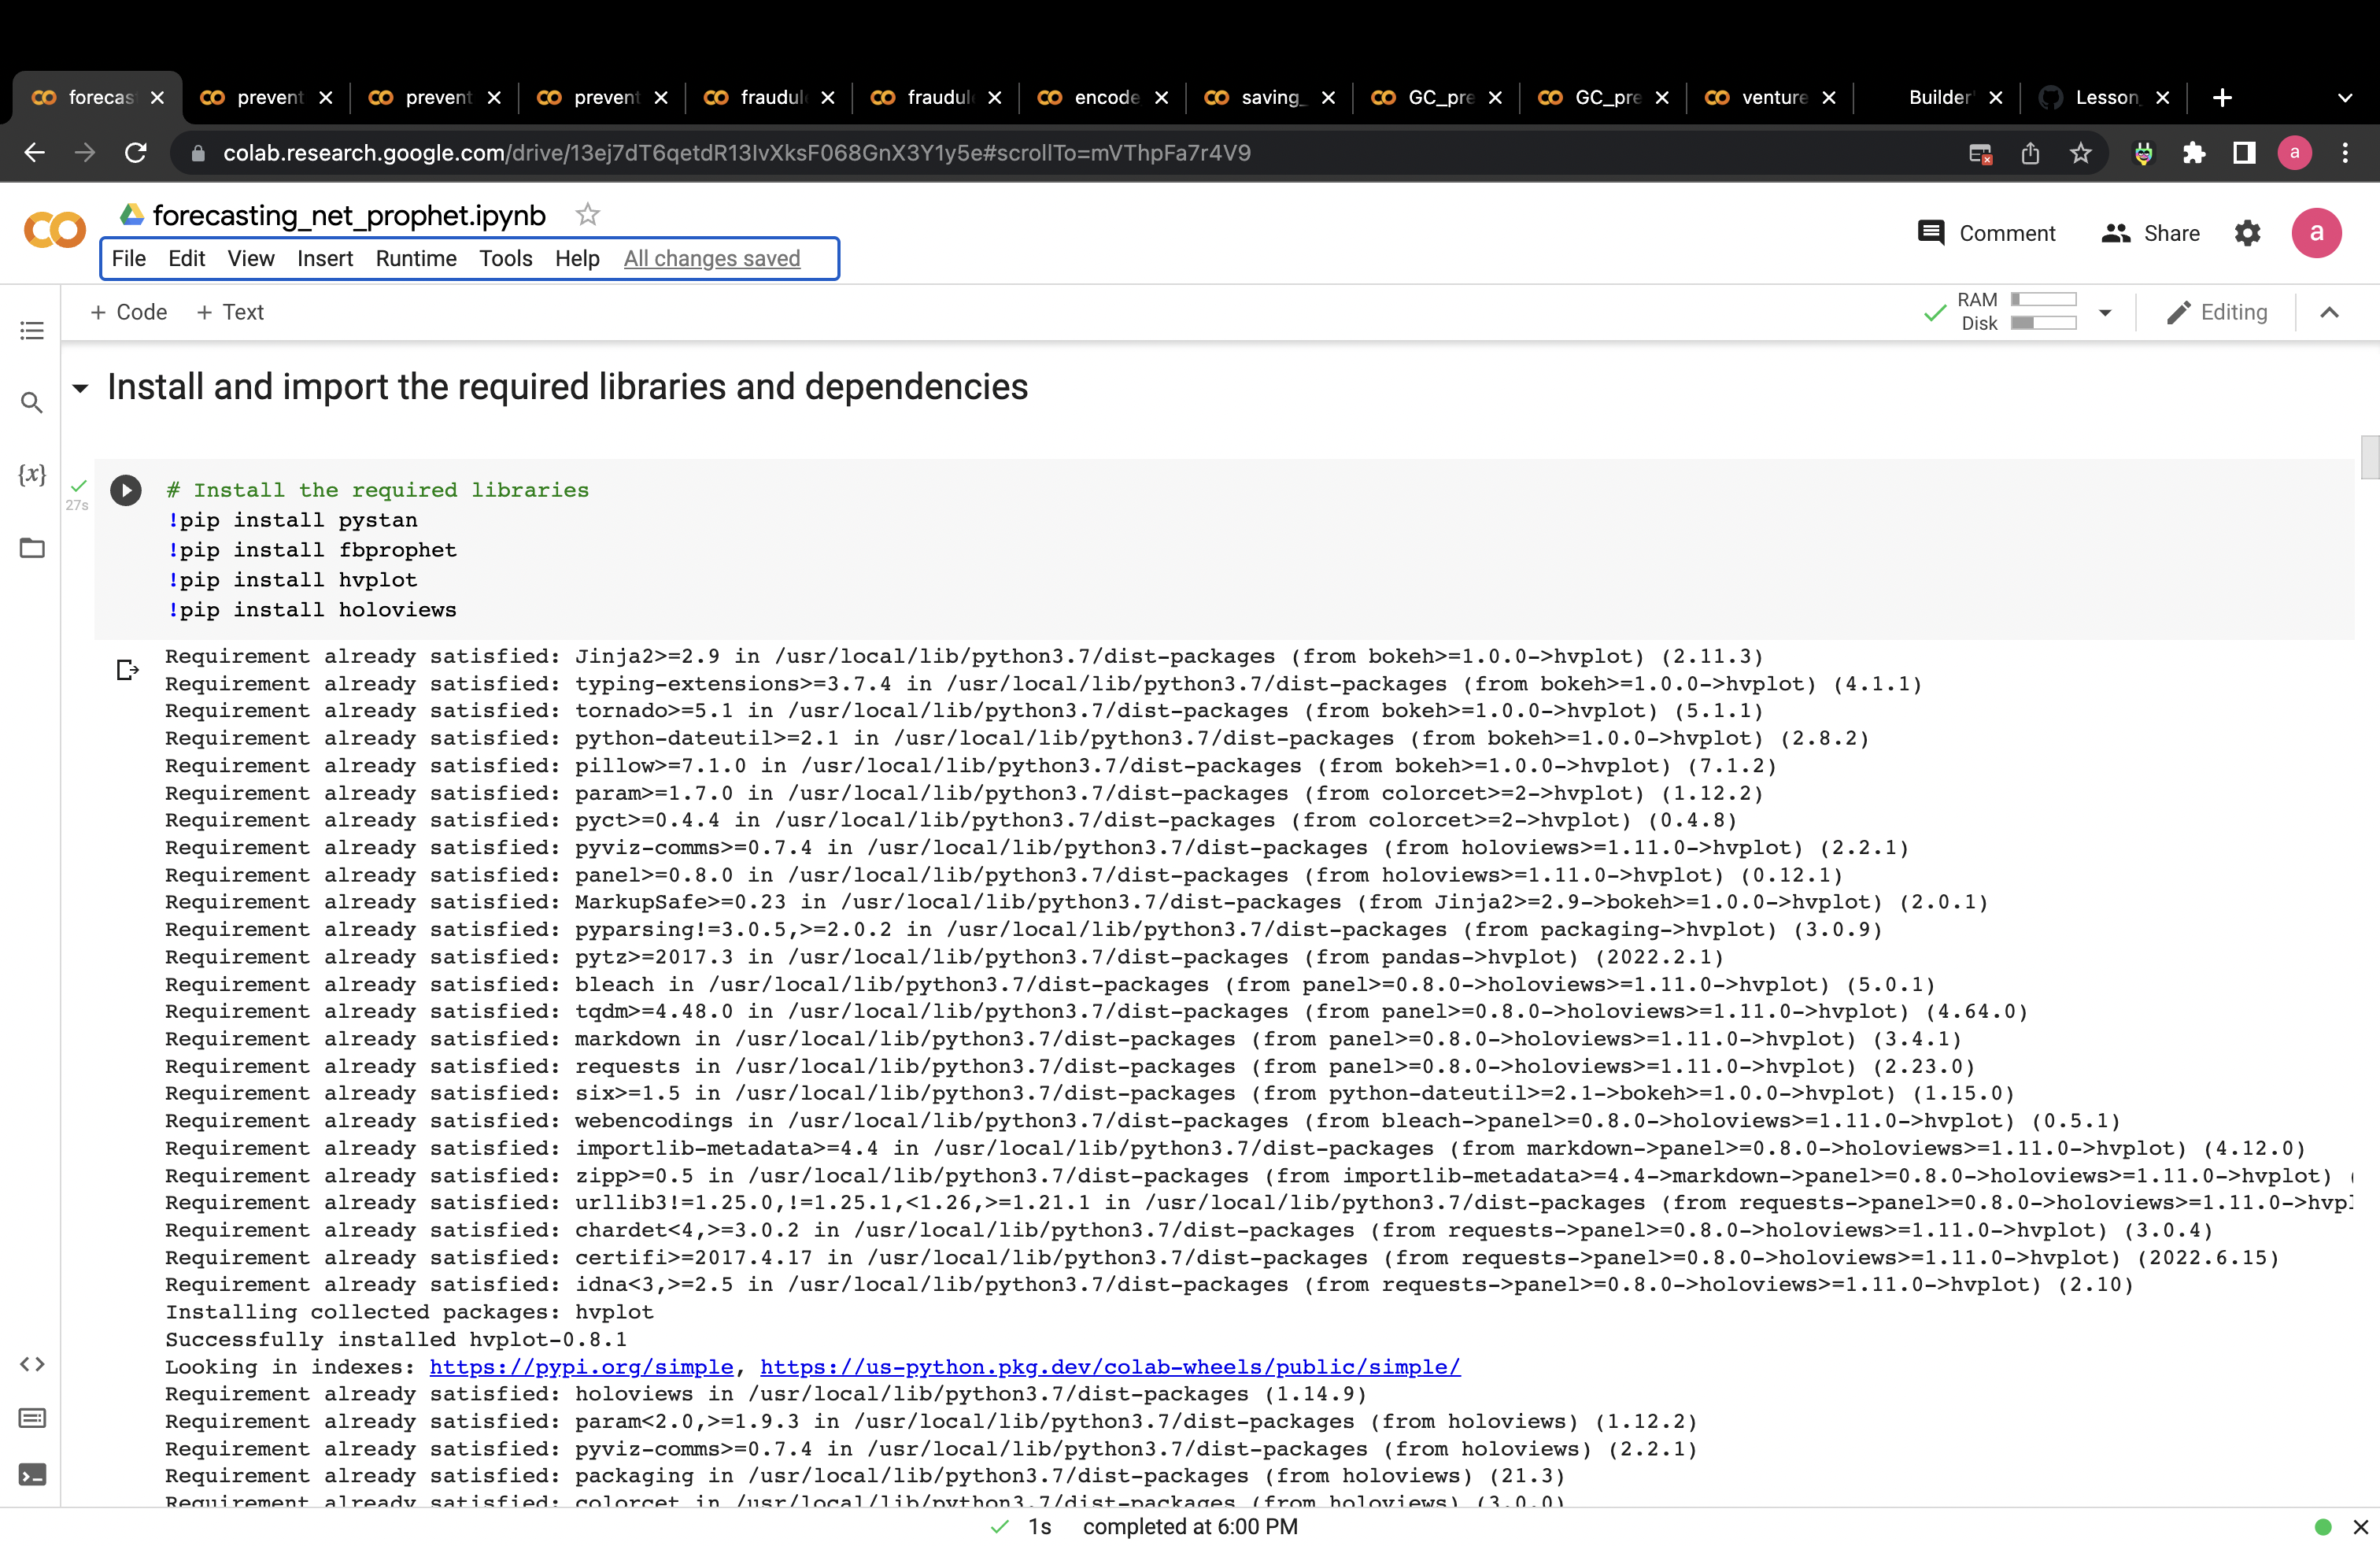 forecas prevent prevent prevent fraudul fraudul encode saving_ GC_pre GC_pre venture Builder' Lesson_
colab.research.google.com/drive/13ej7dT6qetdR13IvXksF068GnX3Y1y5e#scrollTo=mVThpFa7r4V9 a
forecasting_net_prophet.ipynb
Comment Share a
File Edit View Insert Runtime Tools Help All changes saved
+ Code + Text RAM Disk Editing
Install and import the required libraries and dependencies
27s
# Install the required libraries
!pip install pystan
!pip install fbprophet
!pip install hvplot
!pip install holoviews
Requirement already satisfied: Jinja2>=2.9 in /usr/local/lib/python3.7/dist-packages (from bokeh>=1.0.0->hvplot) (2.11.3)
Requirement already satisfied: typing-extensions>=3.7.4 in /usr/local/lib/python3.7/dist-packages (from bokeh>=1.0.0->hvplot) (4.1.1)
Requirement already satisfied: tornado>=5.1 in /usr/local/lib/python3.7/dist-packages (from bokeh>=1.0.0->hvplot) (5.1.1)
Requirement already satisfied: python-dateutil>=2.1 in /usr/local/lib/python3.7/dist-packages (from bokeh>=1.0.0->hvplot) (2.8.2)
Requirement already satisfied: pillow>=7.1.0 in /usr/local/lib/python3.7/dist-packages (from bokeh>=1.0.0->hvplot) (7.1.2)
Requirement already satisfied: param>=1.7.0 in /usr/local/lib/python3.7/dist-packages (from colorcet>=2->hvplot) (1.12.2)
Requirement already satisfied: pyct>=0.4.4 in /usr/local/lib/python3.7/dist-packages (from colorcet>=2->hvplot) (0.4.8)
Requirement already satisfied: pyviz-comms>=0.7.4 in /usr/local/lib/python3.7/dist-packages (from holoviews>=1.11.0->hvplot) (2.2.1)
Requirement already satisfied: panel>=0.8.0 in /usr/local/lib/python3.7/dist-packages (from holoviews>=1.11.0->hvplot) (0.12.1)
Requirement already satisfied: MarkupSafe>=0.23 in /usr/local/lib/python3.7/dist-packages (from Jinja2>=2.9->bokeh>=1.0.0->hvplot) (2.0.1)
Requirement already satisfied: pyparsing!=3.0.5,>=2.0.2 in /usr/local/lib/python3.7/dist-packages (from packaging->hvplot) (3.0.9)
Requirement already satisfied: pytz>=2017.3 in /usr/local/lib/python3.7/dist-packages (from pandas->hvplot) (2022.2.1)
Requirement already satisfied: bleach in /usr/local/lib/python3.7/dist-packages (from panel>=0.8.0->holoviews>=1.11.0->hvplot) (5.0.1)
Requirement already satisfied: tqdm>=4.48.0 in /usr/local/lib/python3.7/dist-packages (from panel>=0.8.0->holoviews>=1.11.0->hvplot) (4.64.0)
Requirement already satisfied: markdown in /usr/local/lib/python3.7/dist-packages (from panel>=0.8.0->holoviews>=1.11.0->hvplot) (3.4.1)
Requirement already satisfied: requests in /usr/local/lib/python3.7/dist-packages (from panel>=0.8.0->holoviews>=1.11.0->hvplot) (2.23.0)
Requirement already satisfied: six>=1.5 in /usr/local/lib/python3.7/dist-packages (from python-dateutil>=2.1->bokeh>=1.0.0->hvplot) (1.15.0)
Requirement already satisfied: webencodings in /usr/local/lib/python3.7/dist-packages (from bleach->panel>=0.8.0->holoviews>=1.11.0->hvplot) (0.5.1)
Requirement already satisfied: importlib-metadata>=4.4 in /usr/local/lib/python3.7/dist-packages (from markdown->panel>=0.8.0->holoviews>=1.11.0->hvplot) (4.12.0)
Requirement already satisfied: zipp>=0.5 in /usr/local/lib/python3.7/dist-packages (from importlib-metadata>=4.4->markdown->panel>=0.8.0->holoviews>=1.11.0->hvplot) (
Requirement already satisfied: urllib3!=1.25.0,!=1.25.1,<1.26,>=1.21.1 in /usr/local/lib/python3.7/dist-packages (from requests->panel>=0.8.0->holoviews>=1.11.0->hvpl
Requirement already satisfied: chardet<4,>=3.0.2 in /usr/local/lib/python3.7/dist-packages (from requests->panel>=0.8.0->holoviews>=1.11.0->hvplot) (3.0.4)
Requirement already satisfied: certifi>=2017.4.17 in /usr/local/lib/python3.7/dist-packages (from requests->panel>=0.8.0->holoviews>=1.11.0->hvplot) (2022.6.15)
Requirement already satisfied: idna<3,>=2.5 in /usr/local/lib/python3.7/dist-packages (from requests->panel>=0.8.0->holoviews>=1.11.0->hvplot) (2.10)
Installing collected packages: hvplot
Successfully installed hvplot-0.8.1
Looking in indexes: https://pypi.org/simple, https://us-python.pkg.dev/colab-wheels/public/simple/
Requirement already satisfied: holoviews in /usr/local/lib/python3.7/dist-packages (1.14.9)
Requirement already satisfied: param<2.0,>=1.9.3 in /usr/local/lib/python3.7/dist-packages (from holoviews) (1.12.2)
Requirement already satisfied: pyviz-comms>=0.7.4 in /usr/local/lib/python3.7/dist-packages (from holoviews) (2.2.1)
Requirement already satisfied: packaging in /usr/local/lib/python3.7/dist-packages (from holoviews) (21.3)
Requirement already satisfied: colorcet in /usr/local/lib/python3.7/dist-packages (from holoviews) (3.0.0)
1s completed at 6:00 PM